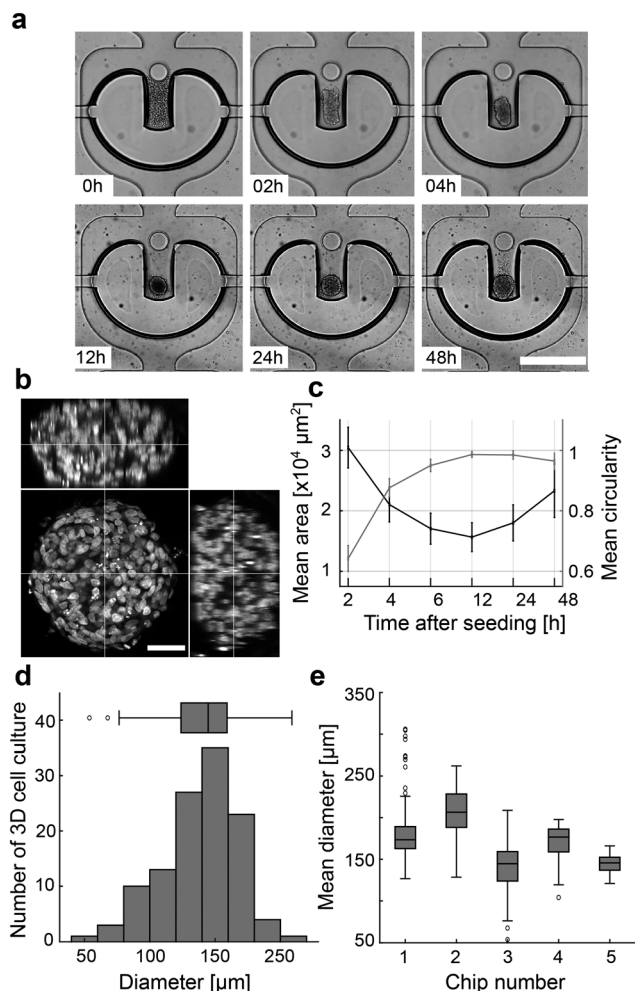 a
0h
02h
04h
12h
24h
48h
b
c
Mean area [x10⁴ µm²]
3
2
1
Mean circularity
1
0.8
0.6
2
4
6
12
24
48
Time after seeding [h]
d
Number of 3D cell culture
40
30
20
10
0
50
100
150
250
Diameter [µm]
e
Mean diameter [µm]
350
250
150
50
1
2
3
4
5
Chip number